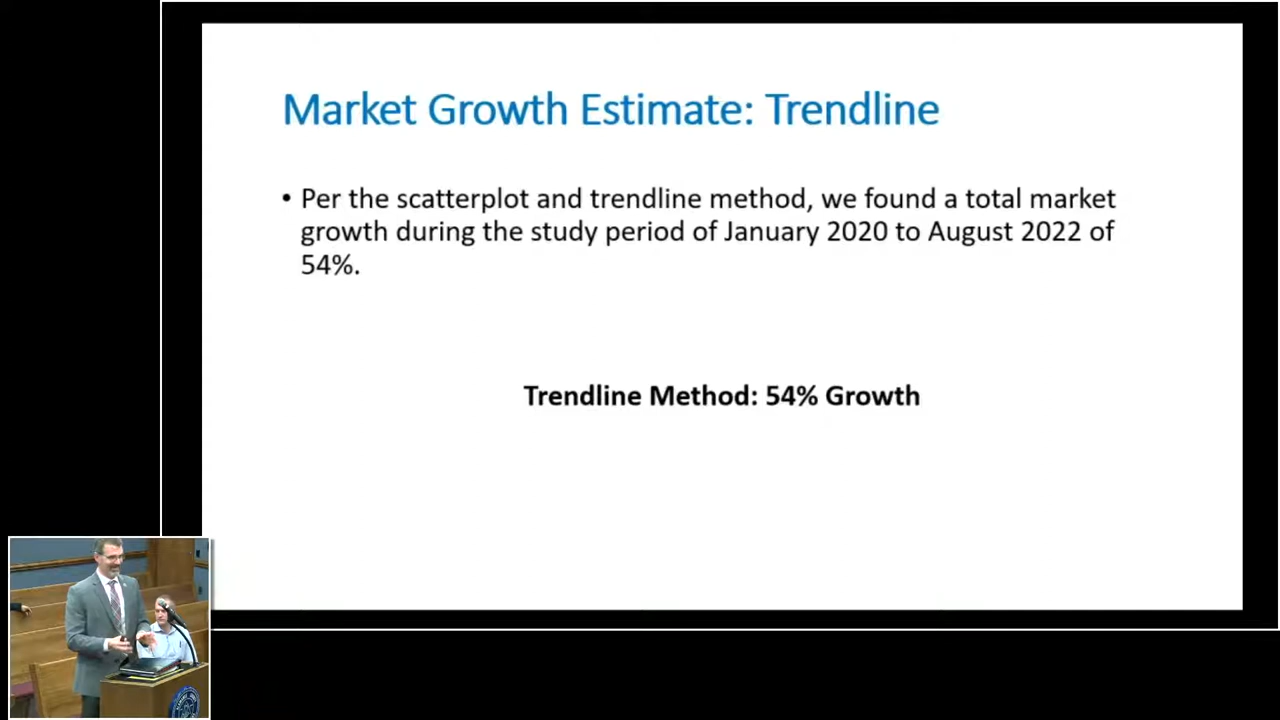 Market Growth Estimate: Trendline
• Per the scatterplot and trendline method, we found a total market
growth during the study period of January 2020 to August 2022 of
54%.
Trendline Method: 54% Growth